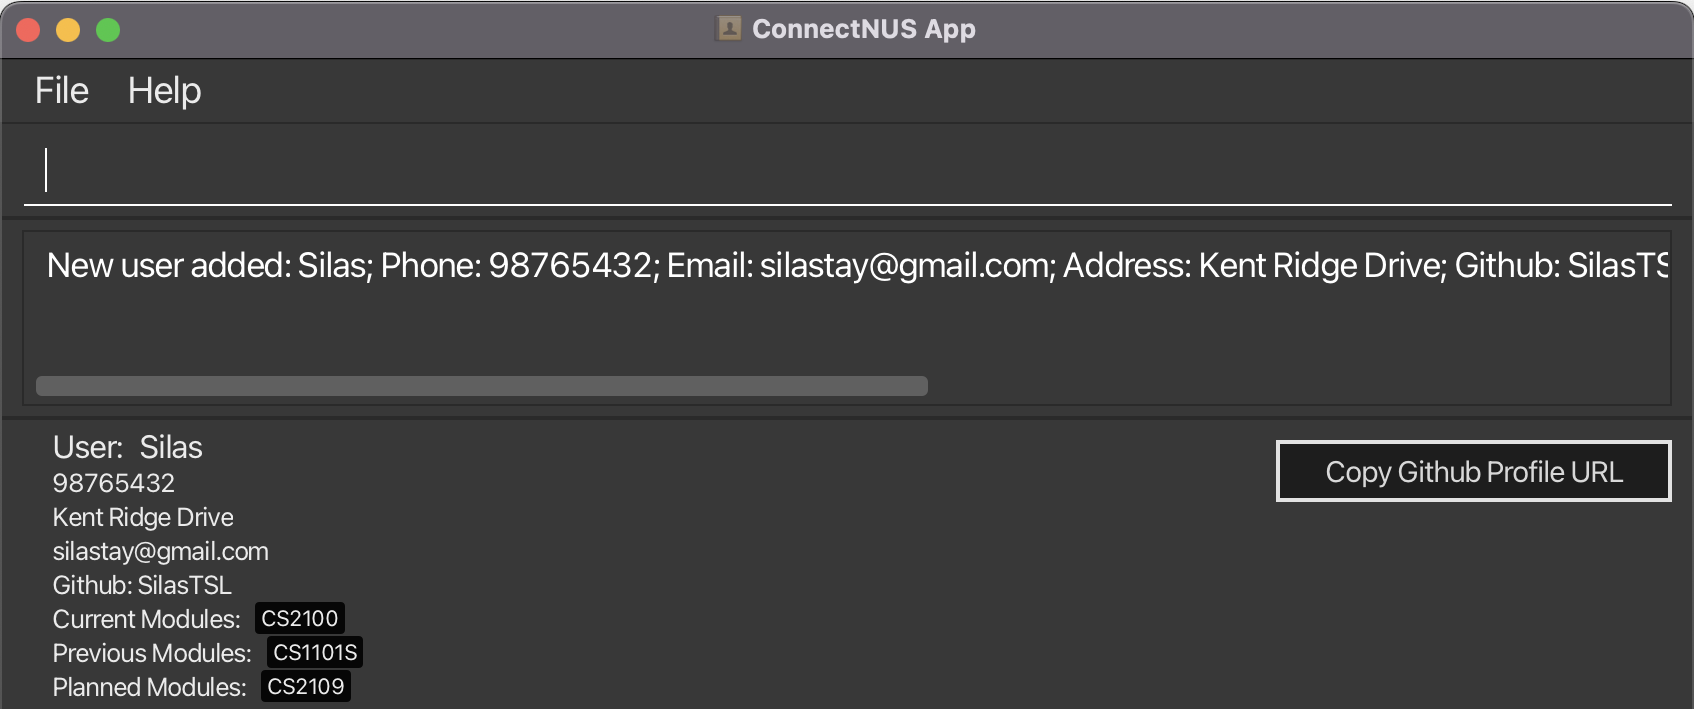 ConnectNUS App
File Help
New user added: Silas; Phone: 98765432; Email: silastay@gmail.com; Address: Kent Ridge Drive; Github: SilasTS
User: Silas
Copy Github Profile URL
98765432
Kent Ridge Drive
silastay@gmail.com
Github: SilasTSL
Current Modules: CS2100
Previous Modules: CS1101S
Planned Modules: CS2109